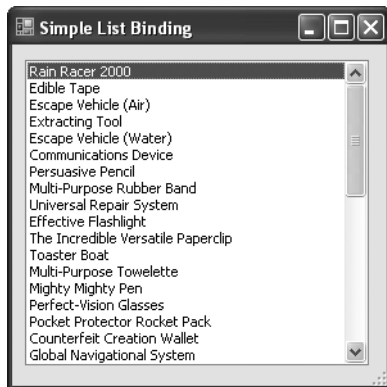 Simple List Binding
Rain Racer 2000
Edible Tape
Escape Vehicle (Air)
Extracting Tool
Escape Vehicle (Water)
Communications Device
Persuasive Pencil
Multi-Purpose Rubber Band
Universal Repair System
Effective Flashlight
The Incredible Versatile Paperclip
Toaster Boat
Multi-Purpose Towelette
Mighty Mighty Pen
Perfect-Vision Glasses
Pocket Protector Rocket Pack
Counterfeit Creation Wallet
Global Navigational System